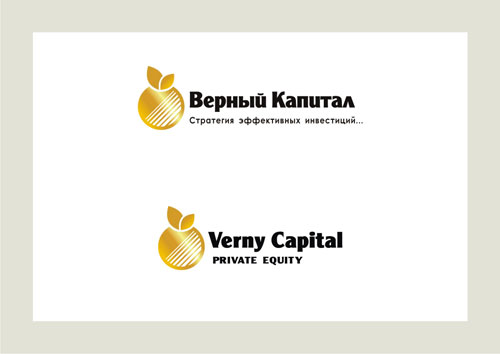 Верный Капитал
Стратегия эффективных инвестиций...
Verny Capital
PRIVATE EQUITY